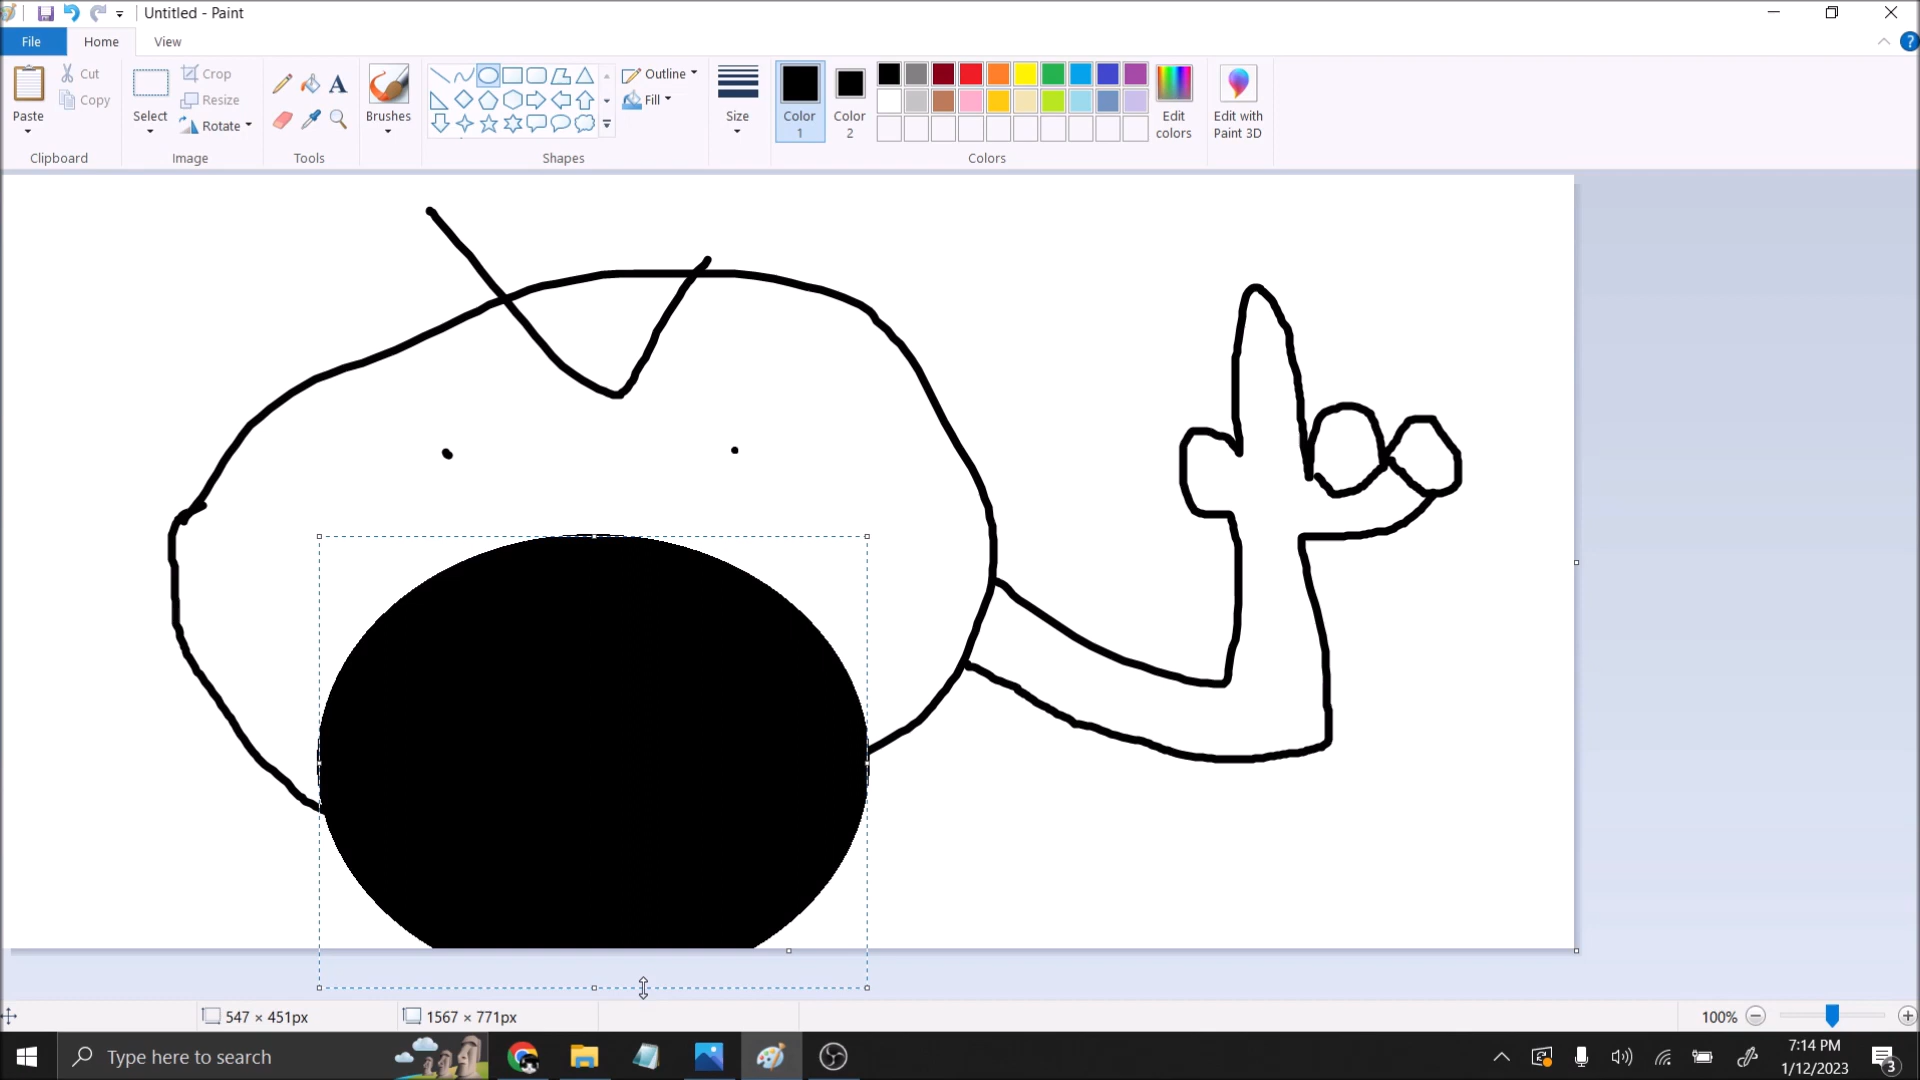 Untitled - Paint
File Home View
Cut Crop Outline
Copy Resize Fill
Paste Select Rotate Brushes Size Color 1 Color 2 Edit colors Edit with Paint 3D
Clipboard Image Tools Shapes Colors
547 × 451px 1567 × 771px 100%
Type here to search
7:14 PM
1/12/2023
3